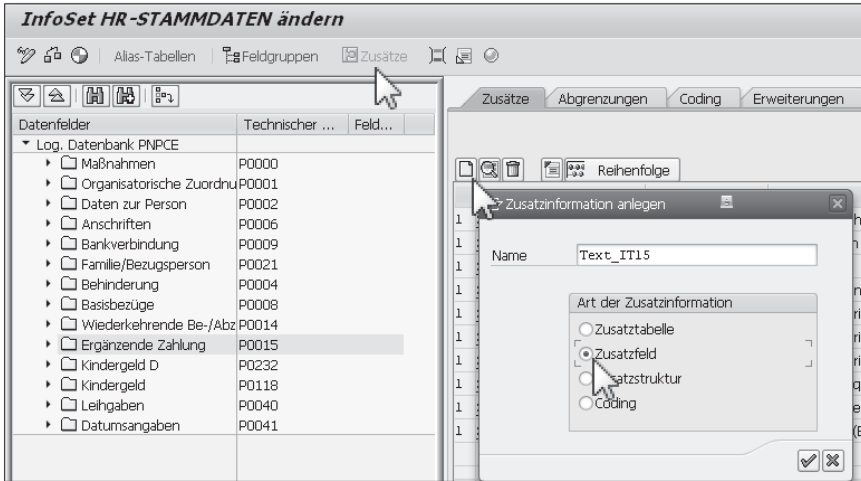 InfoSet HR-STAMMDATEN ändern
Alias-Tabellen Feldgruppen Zusätze
Datenfelder Technischer ... Feld...
Log. Datenbank PNPCE
Maßnahmen P0000
Organisatorische Zuordnu P0001
Daten zur Person P0002
Anschriften P0006
Bankverbindung P0009
Familie/Bezugsperson P0021
Behinderung P0004
Basisbezüge P0008
Wiederkehrende Be-/Abz P0014
Ergänzende Zahlung P0015
Kindergeld D P0232
Kindergeld P0118
Leihgaben P0040
Datumsangaben P0041
Zusätze Abgrenzungen Coding Erweiterungen
Reihenfolge
Zusatzinformation anlegen
Name Text_IT15
Art der Zusatzinformation
Zusatztabelle
Zusatzfeld
satzstruktur
Coding